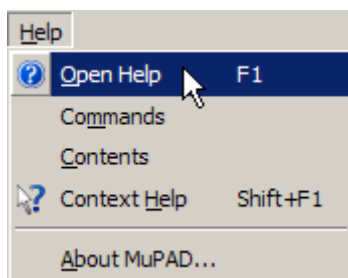 Help
Open Help F1
Commands
Contents
Context Help Shift+F1
About MuPAD...